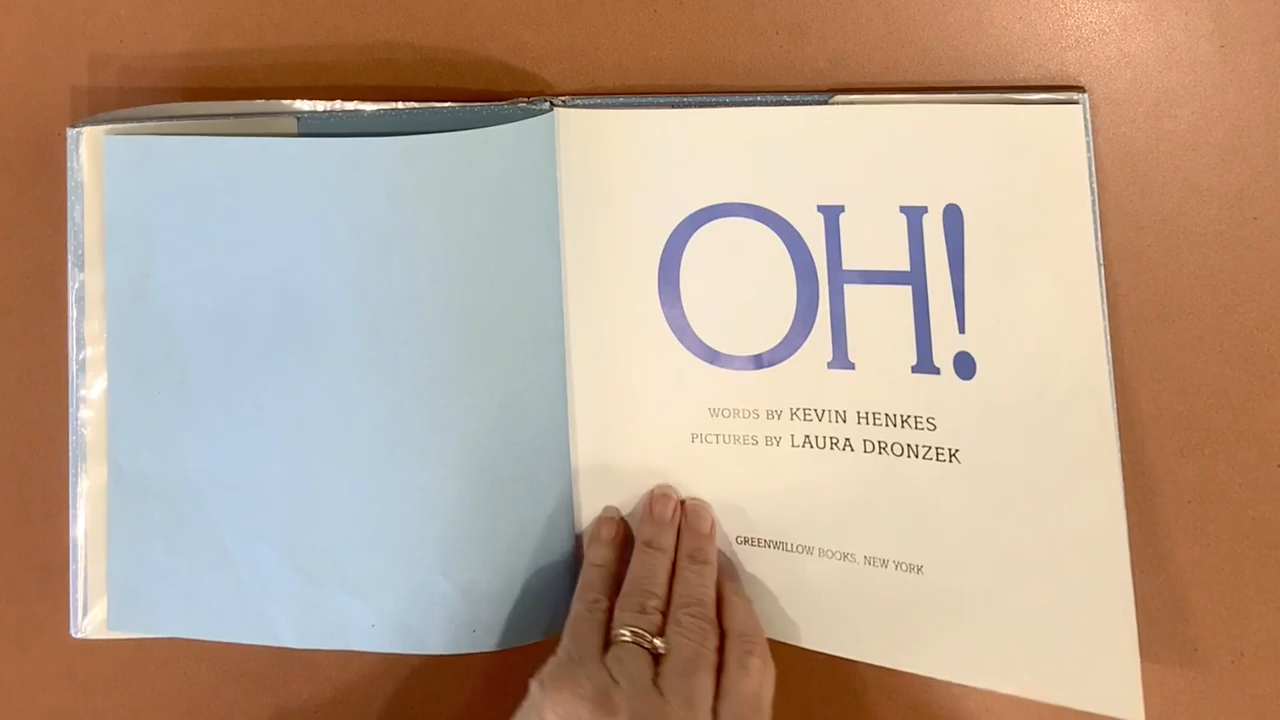 OH!
WORDS BY KEVIN HENKES
PICTURES BY LAURA DRONZEK
GREENWILLOW BOOKS, NEW YORK